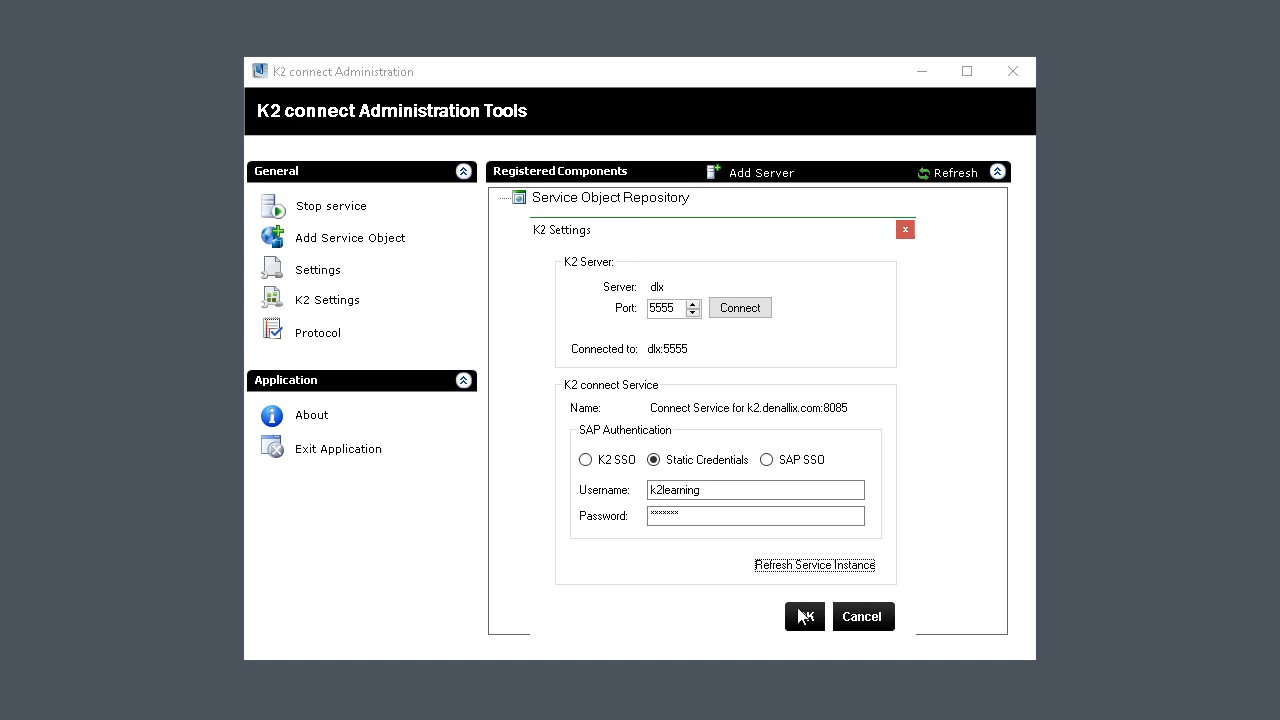 K2 connect Administration
K2 connect Administration Tools
General
Stop service
Add Service Object
Settings
K2 Settings
Protocol
Application
About
Exit Application
Registered Components
Add Server
Refresh
Service Object Repository
K2 Settings
x
K2 Server:
Server: dlx
Port: 5555 Connect
Connected to: dlx:5555
K2 connect Service
Name: Connect Service for k2.denallix.com:8085
SAP Authentication
K2 SSO Static Credentials SAP SSO
Username: k2learning
Password: *******
Refresh Service Instance
Cancel